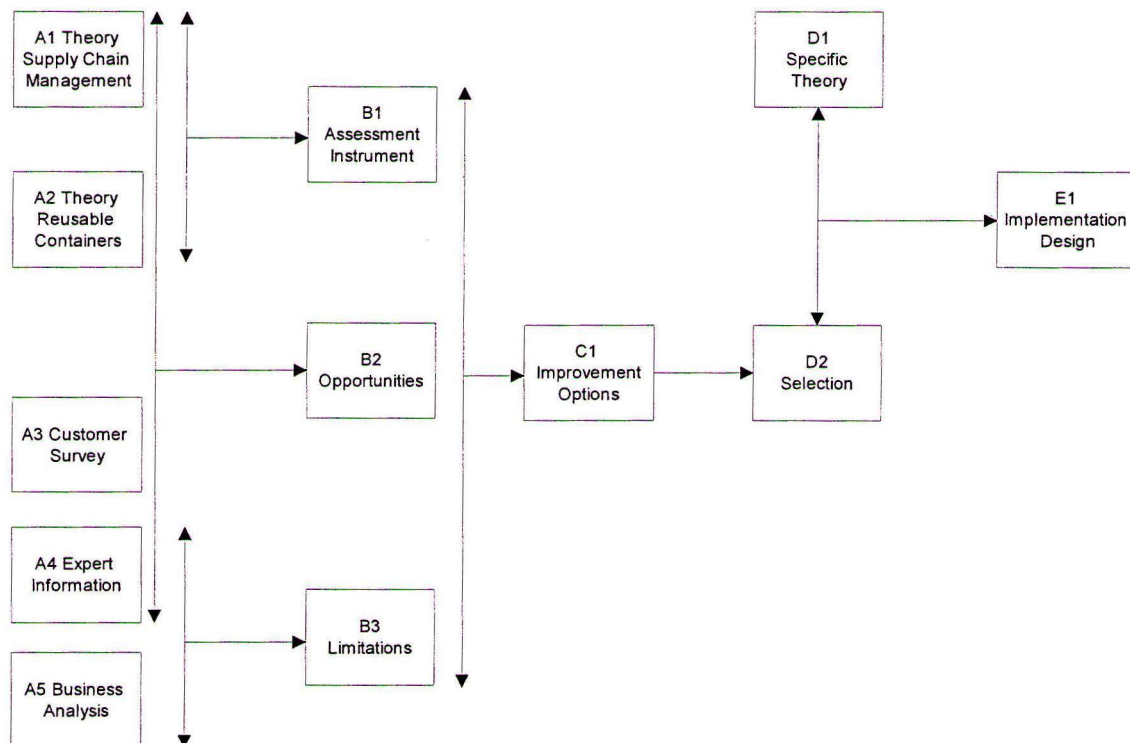 A1 Theory
Supply Chain
Management
A2 Theory
Reusable
Containers
A3 Customer
Survey
A4 Expert
Information
A5 Business
Analysis
B1
Assessment
Instrument
B2
Opportunities
B3
Limitations
C1
Improvement
Options
D1
Specific
Theory
D2
Selection
E1
Implementation
Design